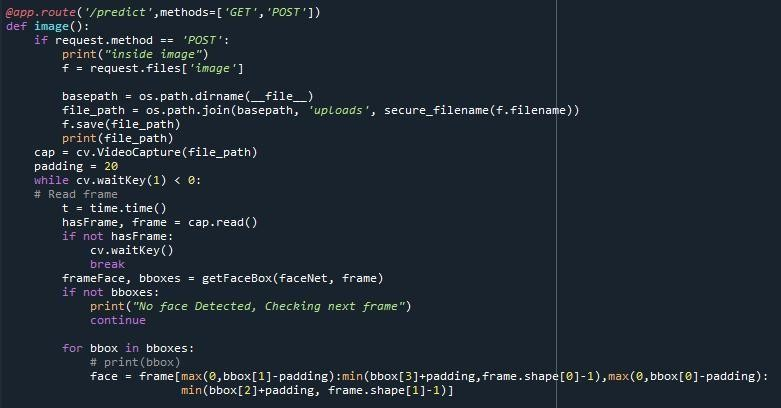 @app.route('/predict',methods=['GET','POST'])
def image():
    if request.method == 'POST':
        print("inside image")
        f = request.files['image']

        basepath = os.path.dirname(__file__)
        file_path = os.path.join(basepath, 'uploads', secure_filename(f.filename))
        f.save(file_path)
        print(file_path)
    cap = cv.VideoCapture(file_path)
    padding = 20
    while cv.waitKey(1) < 0:
    # Read frame
        t = time.time()
        hasFrame, frame = cap.read()
        if not hasFrame:
            cv.waitKey()
            break
        frameFace, bboxes = getFaceBox(faceNet, frame)
        if not bboxes:
            print("No face Detected, Checking next frame")
            continue

        for bbox in bboxes:
            # print(bbox)
            face = frame[max(0,bbox[1]-padding):min(bbox[3]+padding,frame.shape[0]-1),max(0,bbox[0]-padding):
                         min(bbox[2]+padding, frame.shape[1]-1)]